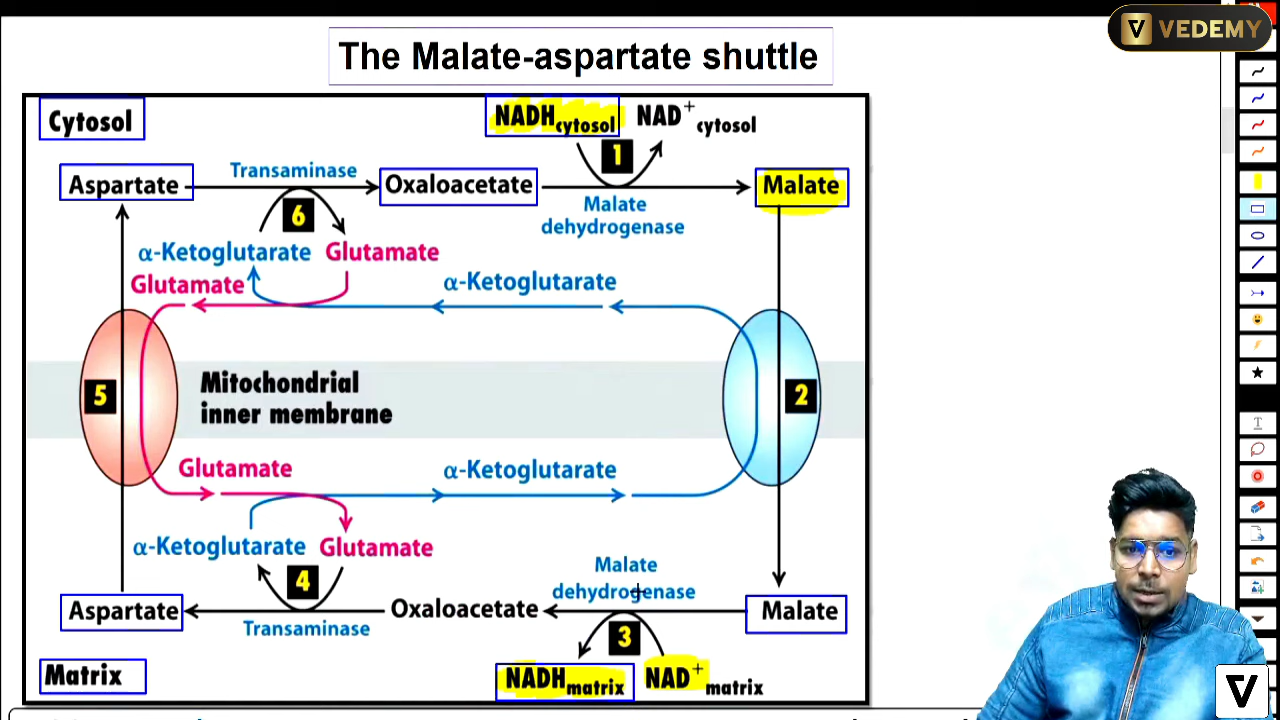 VEDEMY
The Malate-aspartate shuttle
Cytosol
NADHcytosol NAD+cytosol
1
Aspartate
Transaminase
Oxaloacetate
Malate
Malate
dehydrogenase
6
α-Ketoglutarate Glutamate
Glutamate
α-Ketoglutarate
5
Mitochondrial
inner membrane
2
Glutamate
α-Ketoglutarate
α-Ketoglutarate Glutamate
4
Malate
dehydrogenase
Aspartate
Transaminase
Oxaloacetate
Malate
3
Matrix
NADHmatrix NAD+matrix
T
V